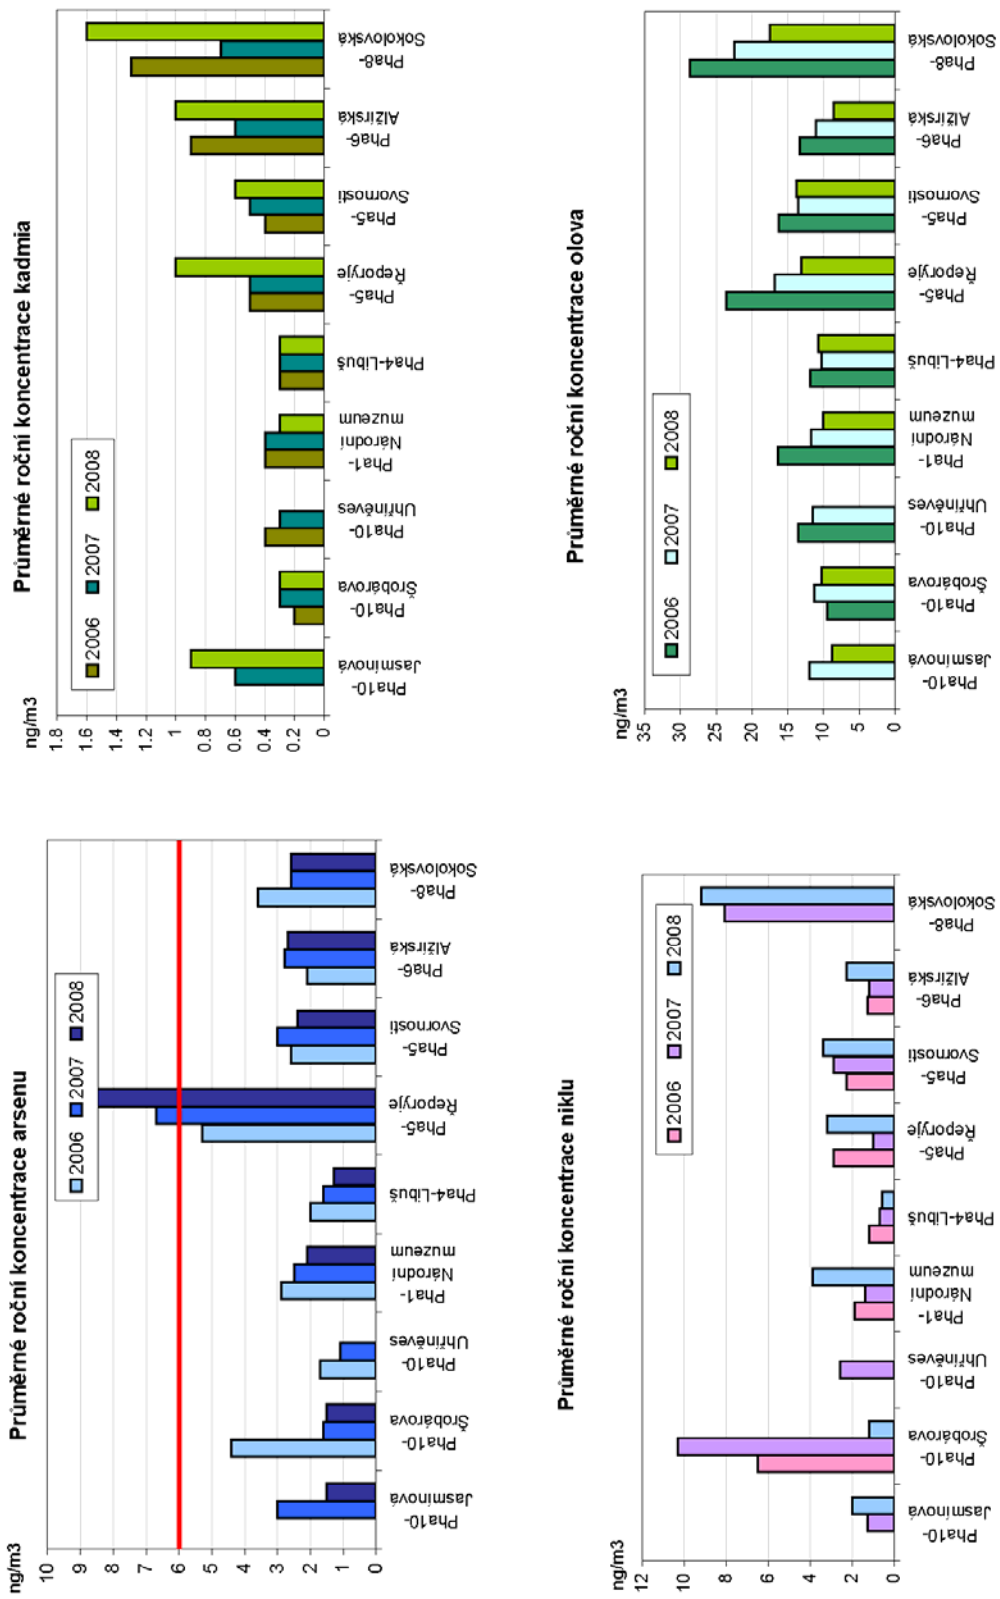 Průměrné roční koncentrace arsenu
ng/m3
2006
2007
2008
10
9
8
7
6
5
4
3
2
1
0
Pha10-
Jasmínová
Pha10-
Šrobárova
Pha10-
Uhříněves
Pha1-
Národní
muzeum
Pha4-Libuš
Pha5-
Řeporyje
Pha5-
Svornosti
Pha6-
Alžírská
Pha8-
Sokolovská
Průměrné roční koncentrace kadmia
ng/m3
2006
2007
2008
1.8
1.6
1.4
1.2
1
0.8
0.6
0.4
0.2
0
Pha10-
Jasmínová
Pha10-
Šrobárova
Pha10-
Uhříněves
Pha1-
Národní
muzeum
Pha4-Libuš
Pha5-
Řeporyje
Pha5-
Svornosti
Pha6-
Alžírská
Pha8-
Sokolovská
Průměrné roční koncentrace niklu
ng/m3
2006
2007
2008
12
10
8
6
4
2
0
Pha10-
Jasmínová
Pha10-
Šrobárova
Pha10-
Uhříněves
Pha1-
Národní
muzeum
Pha4-Libuš
Pha5-
Řeporyje
Pha5-
Svornosti
Pha6-
Alžírská
Pha8-
Sokolovská
Průměrné roční koncentrace olova
ng/m3
2006
2007
2008
35
30
25
20
15
10
5
0
Pha10-
Jasmínová
Pha10-
Šrobárova
Pha10-
Uhříněves
Pha1-
Národní
muzeum
Pha4-Libuš
Pha5-
Řeporyje
Pha5-
Svornosti
Pha6-
Alžírská
Pha8-
Sokolovská